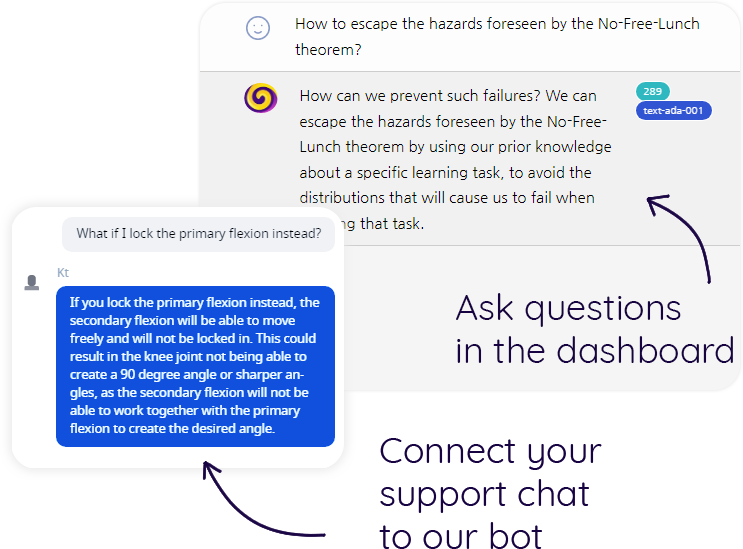 How to escape the hazards foreseen by the No-Free-Lunch
theorem?
How can we prevent such failures? We can
escape the hazards foreseen by the No-Free-
Lunch theorem by using our prior knowledge
about a specific learning task, to avoid the
distributions that will cause us to fail when
that task.
289
text-ada-001
What if I lock the primary flexion instead?
Kt
If you lock the primary flexion instead, the
secondary flexion will be able to move
freely and will not be locked in. This could
result in the knee joint not being able to
create a 90 degree angle or sharper an-
gles, as the secondary flexion will not be
able to work together with the primary
flexion to create the desired angle.
Ask questions
in the dashboard
Connect your
support chat
to our bot